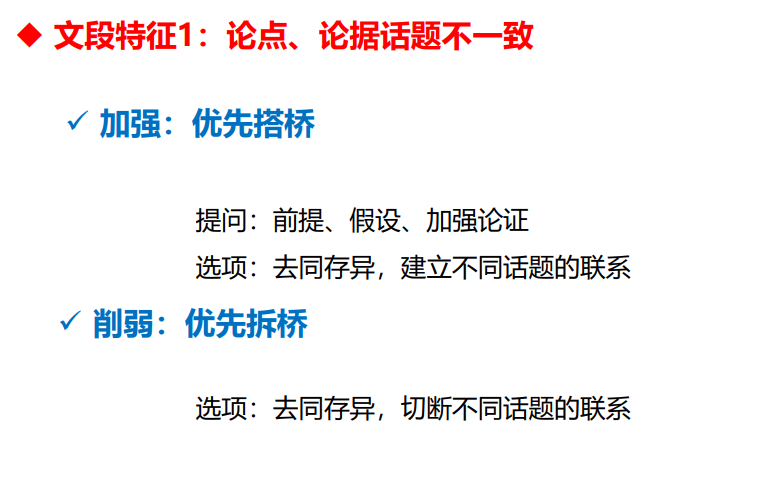 ◆ 文段特征1：论点、论据话题不一致
✓ 加强：优先搭桥
提问：前提、假设、加强论证
选项：去同存异，建立不同话题的联系
✓ 削弱：优先拆桥
选项：去同存异，切断不同话题的联系